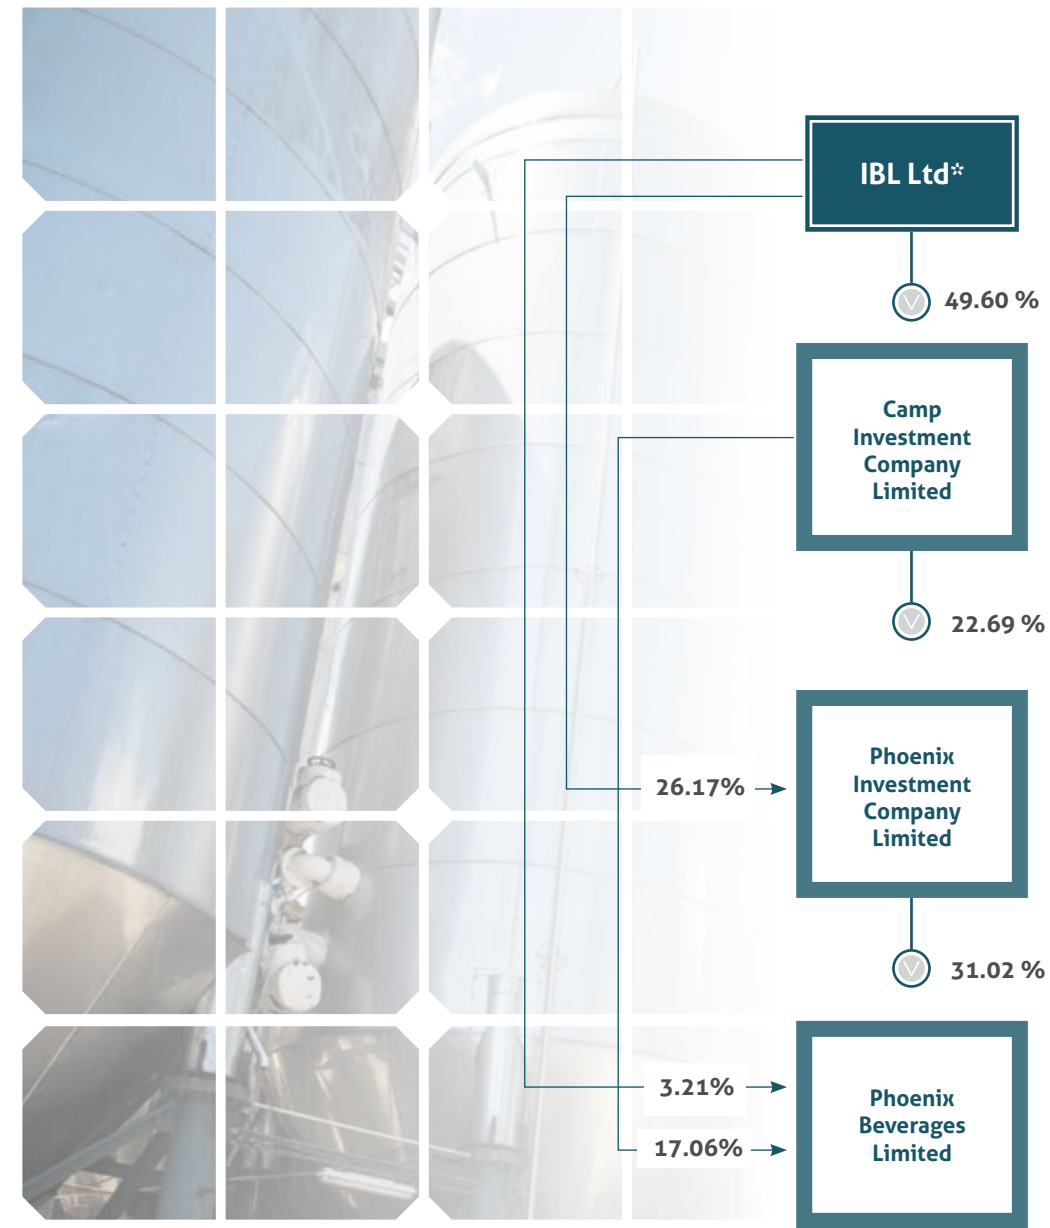 IBL Ltd*
49.60 %
Camp
Investment
Company
Limited
22.69 %
Phoenix
Investment
Company
Limited
26.17%
31.02 %
Phoenix
Beverages
Limited
3.21%
17.06%